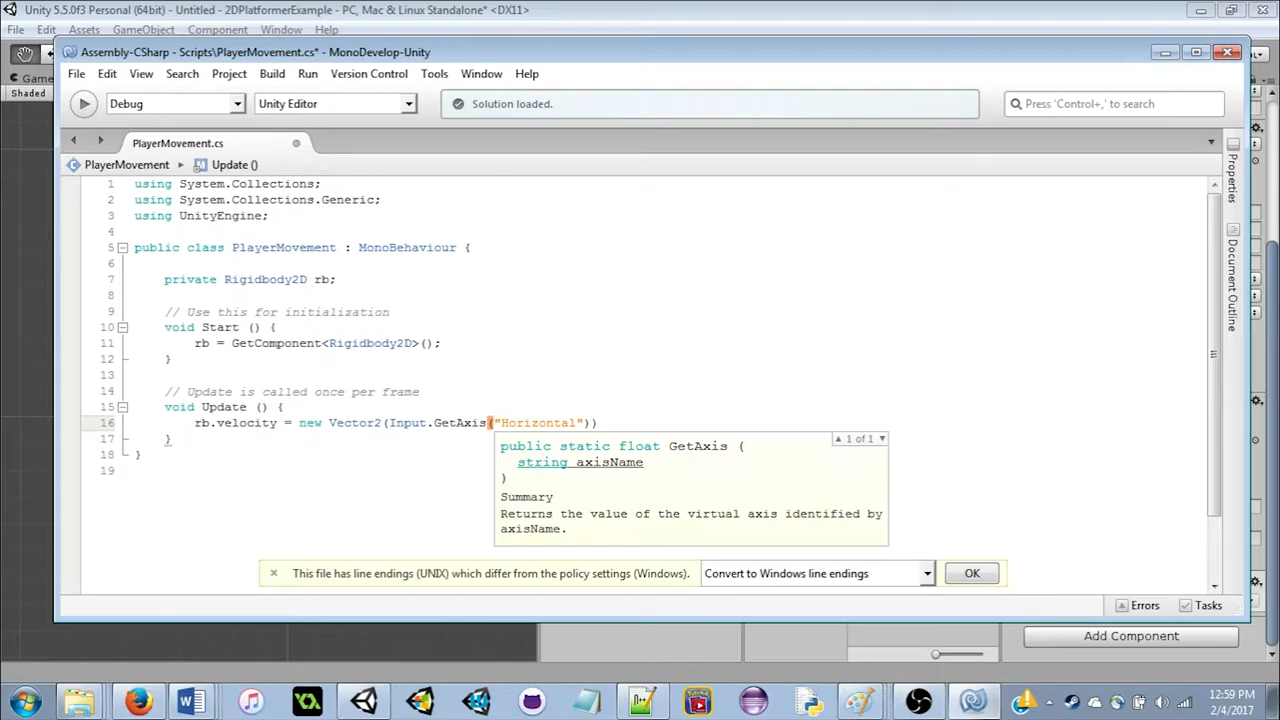 Unity 5.5.0f3 Personal (64bit) - Untitled - 2DPlatformerExample - PC, Mac & Linux Standalone* <DX11>
File Edit Assets GameObject Component Window Help
Assembly-CSharp - Scripts\PlayerMovement.cs* - MonoDevelop-Unity
File Edit View Search Project Build Run Version Control Tools Window Help
Game
Shaded
Debug Unity Editor Solution loaded. Press 'Control+,' to search
PlayerMovement.cs
PlayerMovement Update ()
1 using System.Collections;
2 using System.Collections.Generic;
3 using UnityEngine;
4
5 public class PlayerMovement : MonoBehaviour {
6
7 private Rigidbody2D rb;
8
9 // Use this for initialization
10 void Start () {
11 rb = GetComponent<Rigidbody2D>();
12 }
13
14 // Update is called once per frame
15 void Update () {
16 rb.velocity = new Vector2(Input.GetAxis("Horizontal"))
17 }
18 }
19
1 of 1
public static float GetAxis (
string axisName
)
Summary
Returns the value of the virtual axis identified by
axisName.
Properties
Document Outline
This file has line endings (UNIX) which differ from the policy settings (Windows). Convert to Windows line endings OK
Errors Tasks
Add Component
12:59 PM
2/4/2017